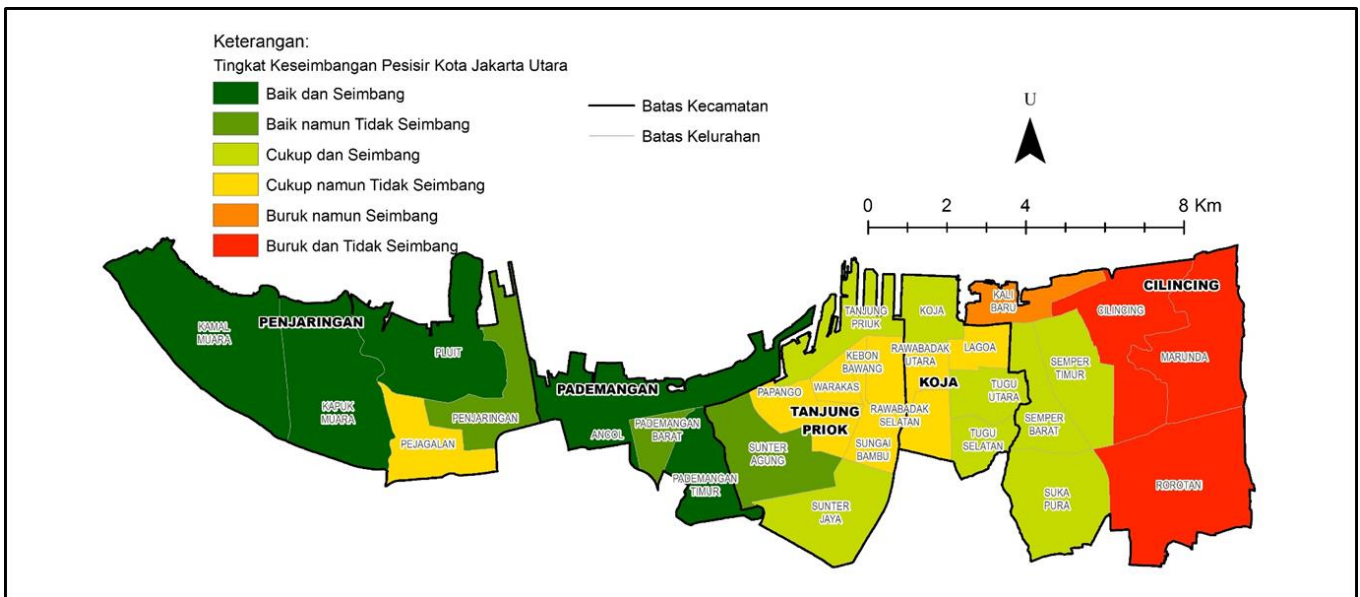 Keterangan:
Tingkat Keseimbangan Pesisir Kota Jakarta Utara
Baik dan Seimbang
Baik namun Tidak Seimbang
Cukup dan Seimbang
Cukup namun Tidak Seimbang
Buruk namun Seimbang
Buruk dan Tidak Seimbang
Batas Kecamatan
Batas Kelurahan
U
0 2 4 8 Km
KAMAL
MUARA
PENJARINGAN
PLUIT
KAPUK
MUARA
PEJAGALAN
PENJARINGAN
PADEMANGAN
ANCOL
PADEMANGAN
BARAT
PADEMANGAN
TIMUR
TANJUNG
PRIUK
KEBON
BAWANG
PAPANGO
WARAKAS
TANJUNG
PRIOK
SUNTER
AGUNG
SUNGAI
BAMBU
SUNTER
JAYA
KOJA
RAWABADAK
UTARA
LAGOA
KOJA
RAWABADAK
SELATAN
TUGU
UTARA
TUGU
SELATAN
KALI
BARU
CILINCING
CILINCING
MARUNDA
SEMPER
TIMUR
SEMPER
BARAT
SUKA
PURA
ROROTAN